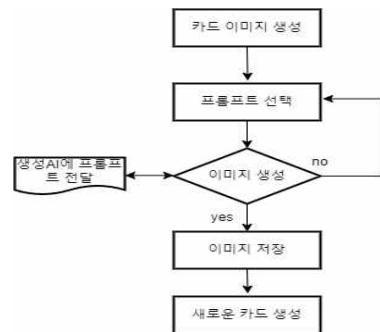 카드 이미지 생성
프롬프트 선택
생성AI에 프롬프
트 전달
이미지 생성
no
yes
이미지 저장
새로운 카드 생성